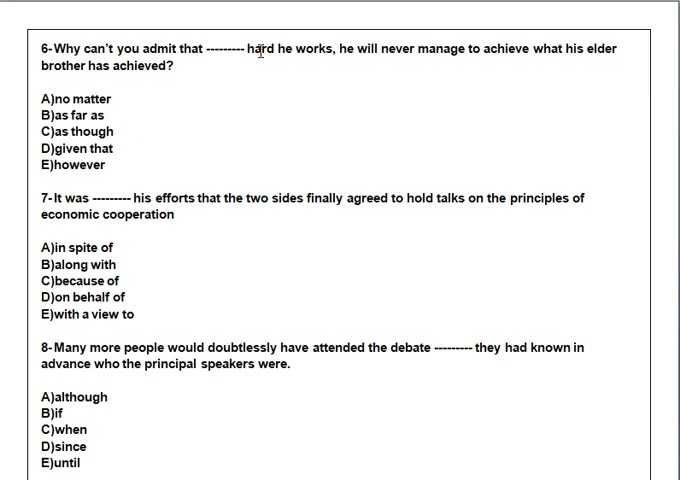 6-Why can't you admit that --------- hard he works, he will never manage to achieve what his elder
brother has achieved?
A)no matter
B)as far as
C)as though
D)given that
E)however
7-It was --------- his efforts that the two sides finally agreed to hold talks on the principles of
economic cooperation
A)in spite of
B)along with
C)because of
D)on behalf of
E)with a view to
8-Many more people would doubtlessly have attended the debate --------- they had known in
advance who the principal speakers were.
A)although
B)if
C)when
D)since
E)until